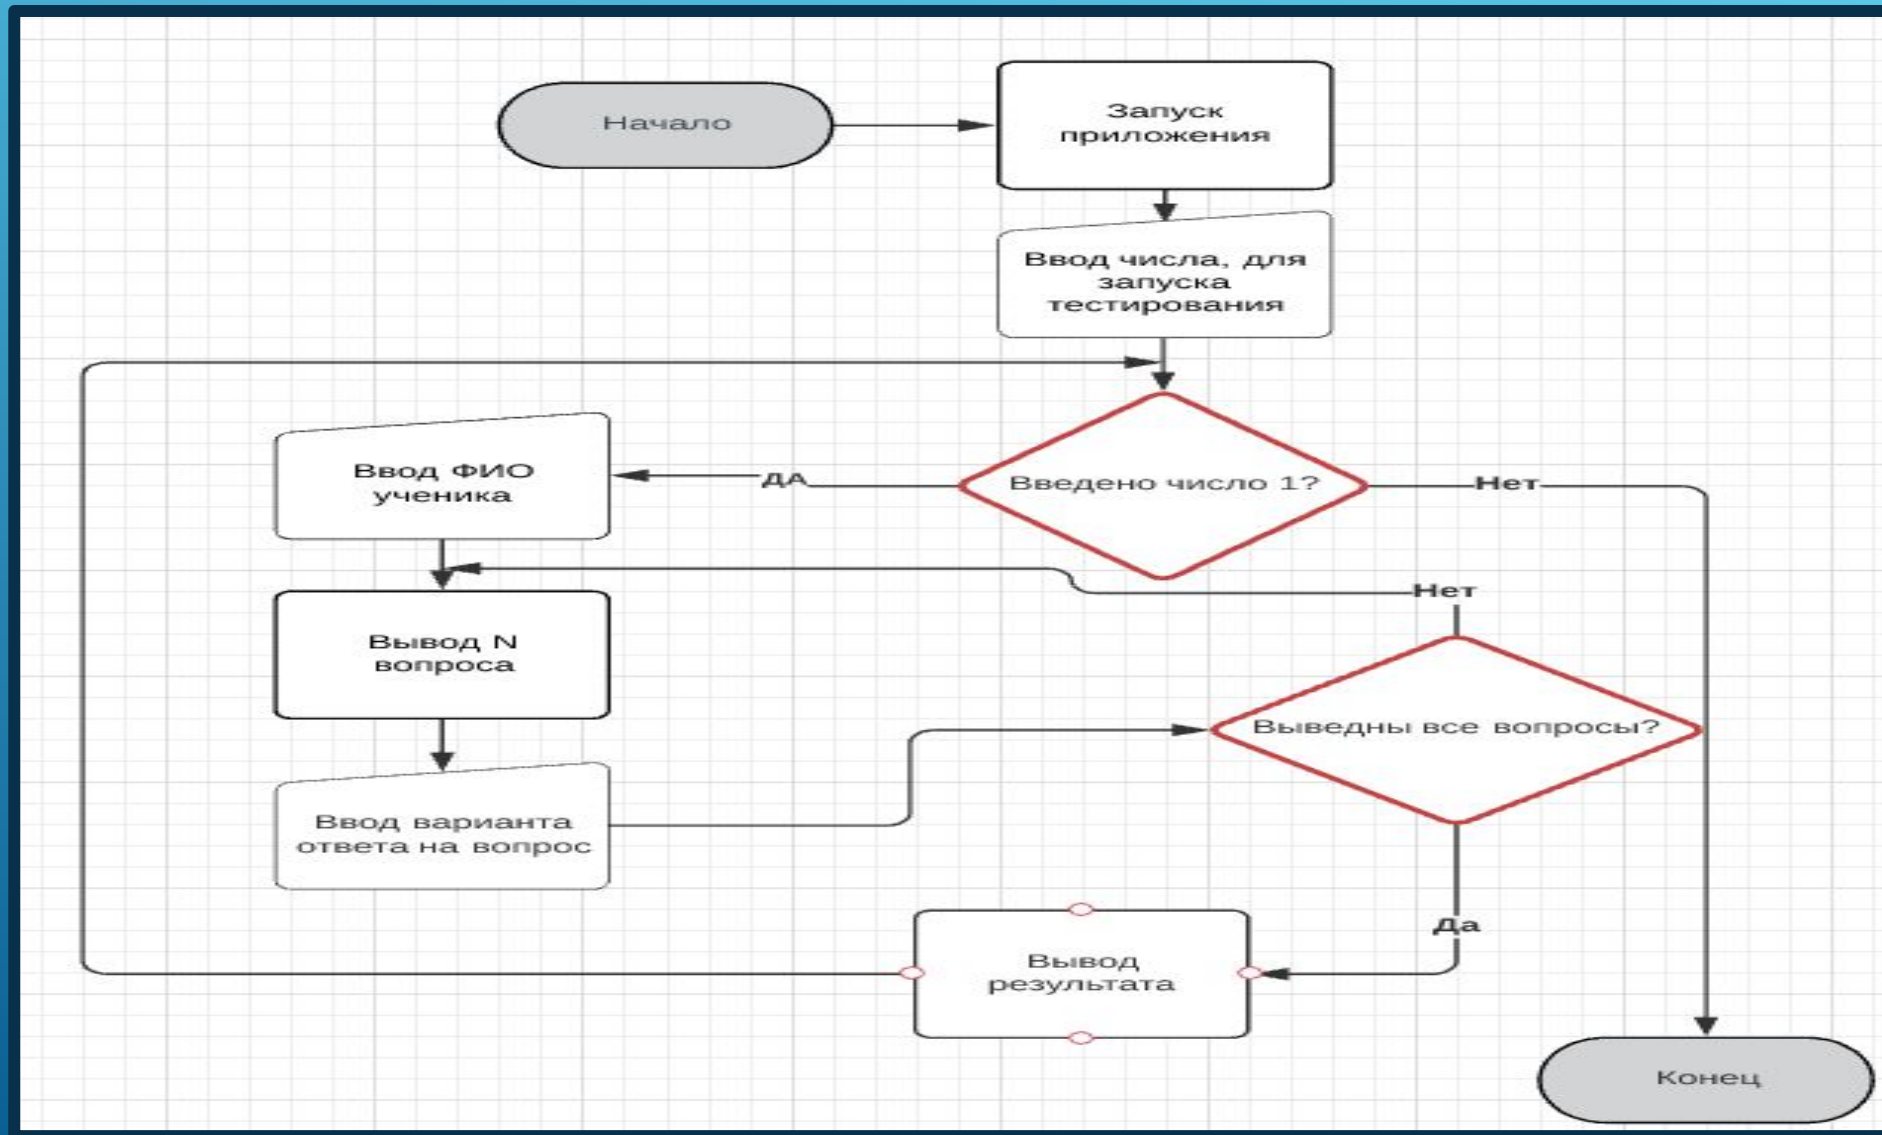 Начало
Запуск
приложения
Ввод числа, для
запуска
тестирования
Введено число 1?
ДА
Нет
Ввод ФИО
ученика
Вывод N
вопроса
Ввод варианта
ответа на вопрос
Нет
Выведны все вопросы?
Да
Вывод
результата
Конец